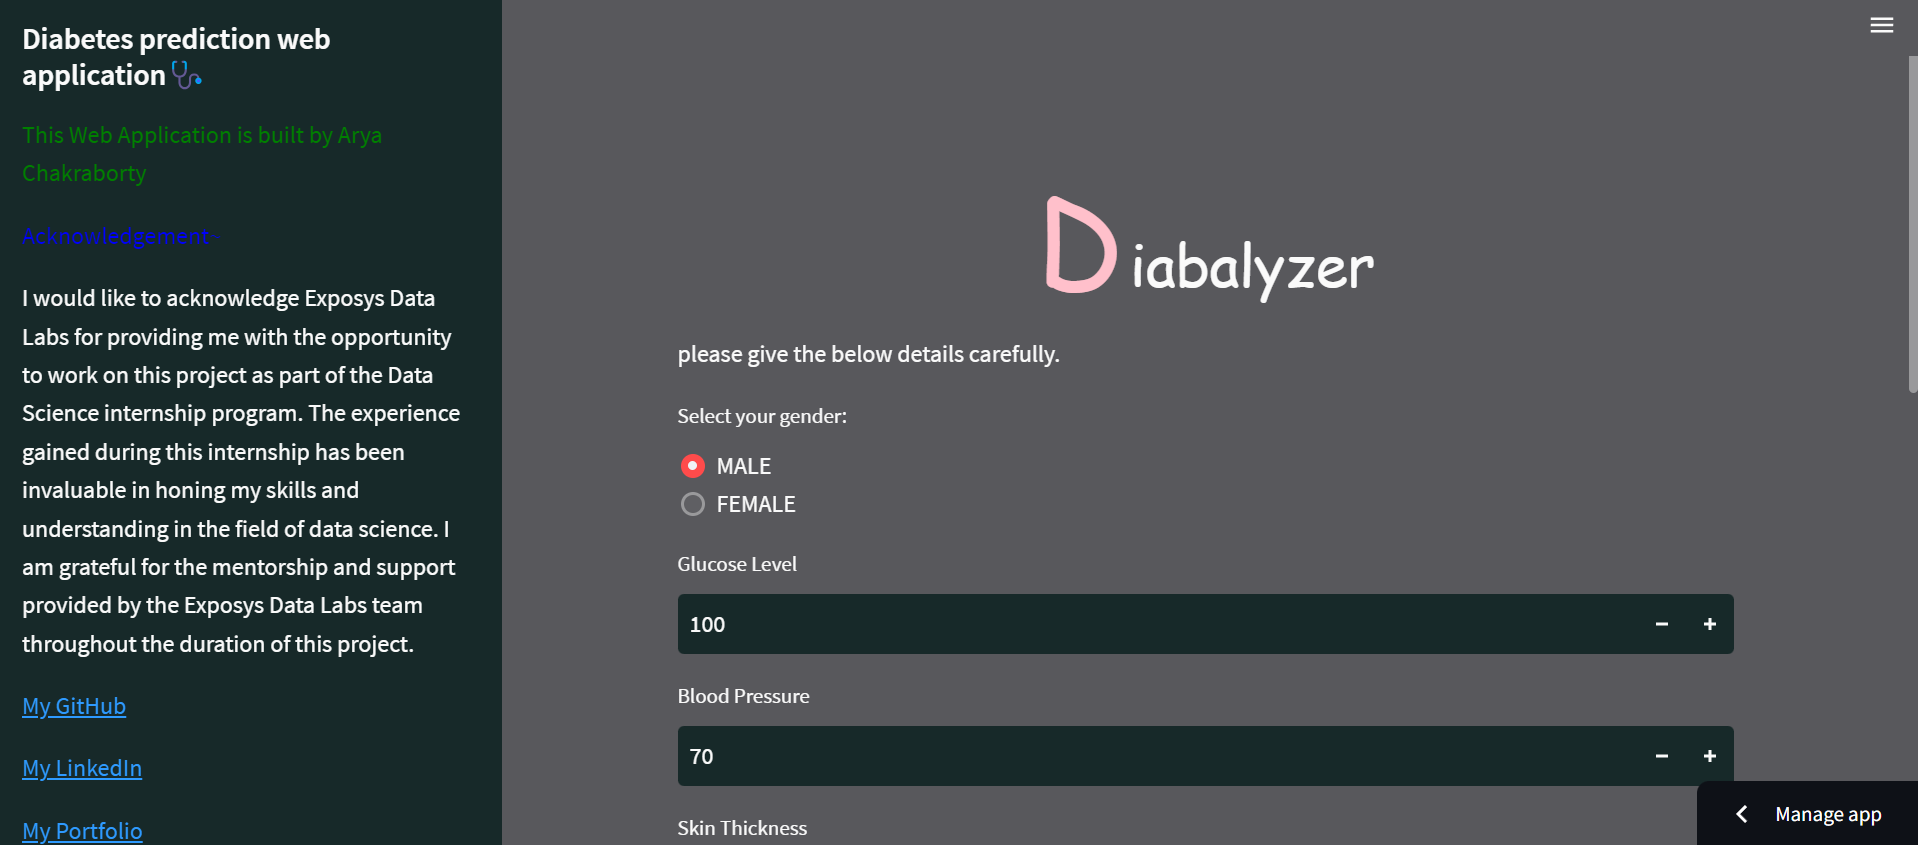 Diabetes prediction web
application
This Web Application is built by Arya
Chakraborty
Acknowledgement-
I would like to acknowledge Exposys Data
Labs for providing me with the opportunity
to work on this project as part of the Data
Science internship program. The experience
gained during this internship has been
invaluable in honing my skills and
understanding in the field of data science. I
am grateful for the mentorship and support
provided by the Exposys Data Labs team
throughout the duration of this project.
My GitHub
My LinkedIn
My Portfolio
Diabalyzer
please give the below details carefully.
Select your gender:
MALE
FEMALE
Glucose Level
100
Blood Pressure
70
Skin Thickness
Manage app